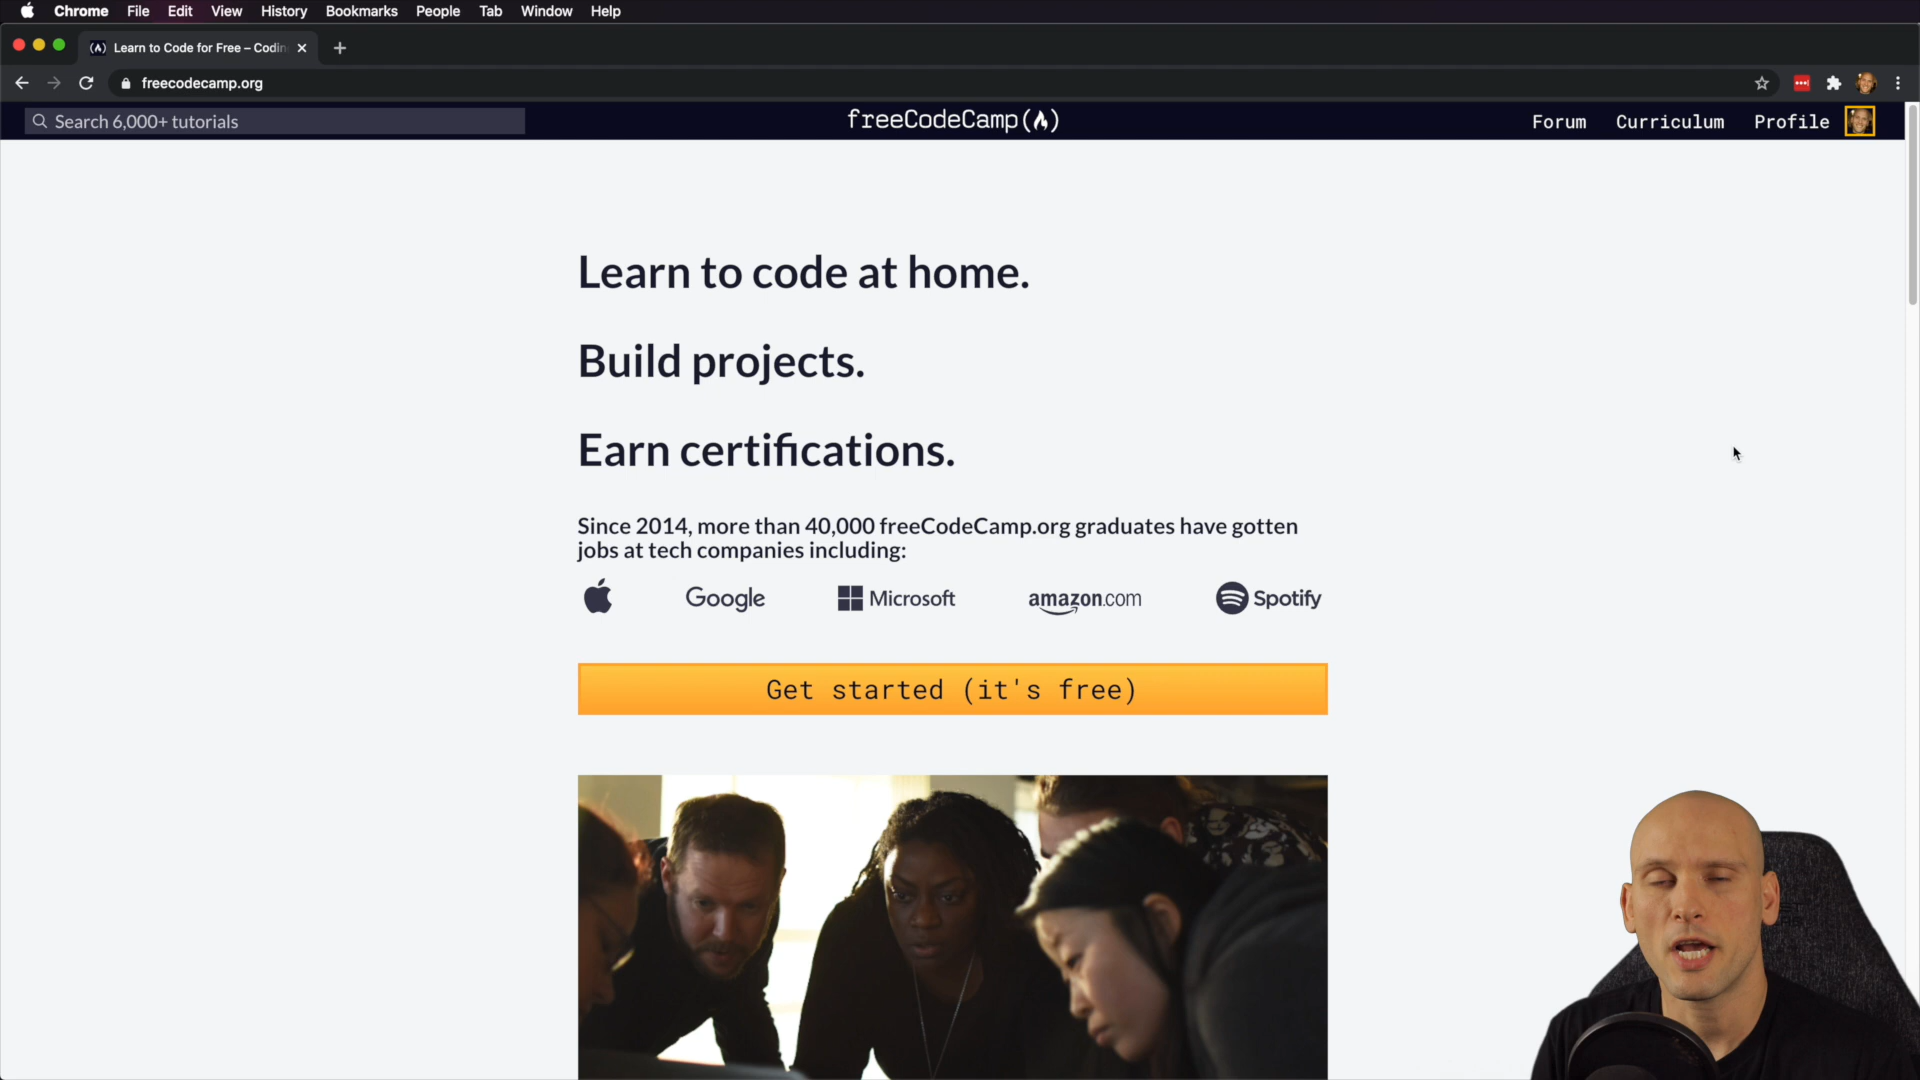 Chrome File Edit View History Bookmarks People Tab Window Help
Learn to Code for Free – Codin
freecodecamp.org
Search 6,000+ tutorials
freeCodeCamp(🔥)
Forum Curriculum Profile
Learn to code at home.
Build projects.
Earn certifications.
Since 2014, more than 40,000 freeCodeCamp.org graduates have gotten
jobs at tech companies including:
Google Microsoft amazon.com Spotify
Get started (it's free)